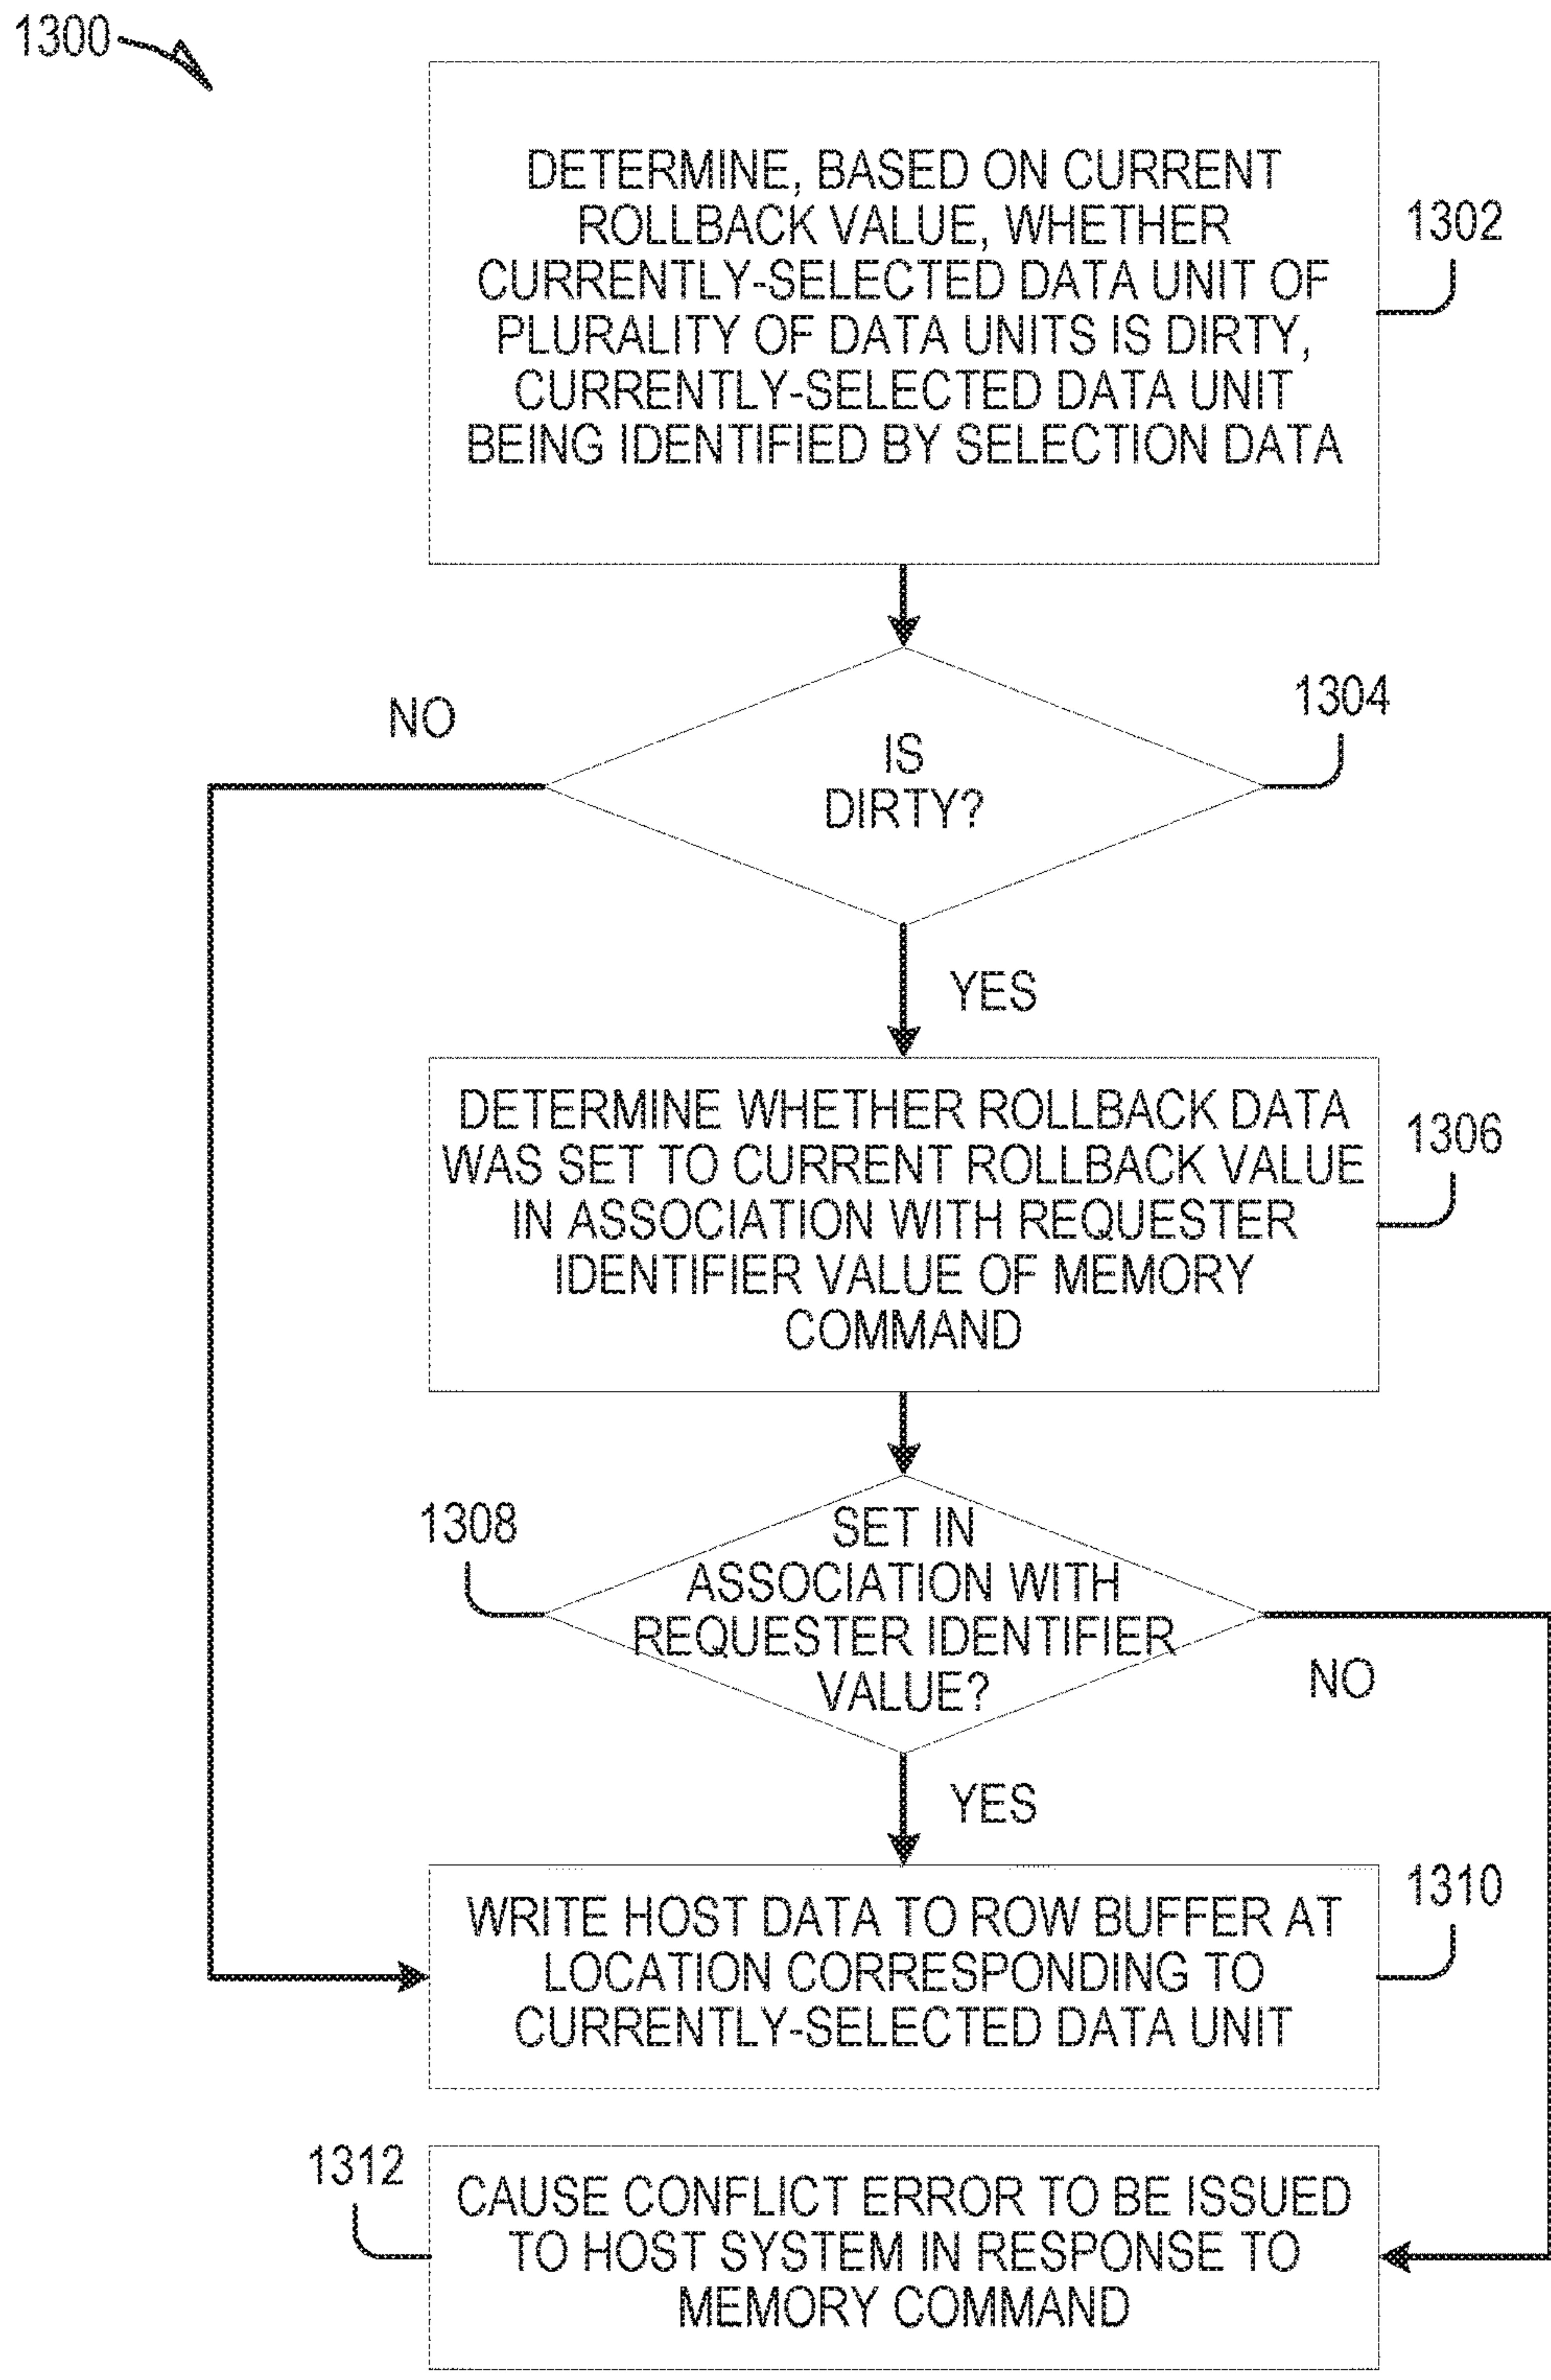 1300
DETERMINE, BASED ON CURRENT
ROLLBACK VALUE, WHETHER
CURRENTLY-SELECTED DATA UNIT OF
PLURALITY OF DATA UNITS IS DIRTY,
CURRENTLY-SELECTED DATA UNIT
BEING IDENTIFIED BY SELECTION DATA
1302
NO
1304
IS
DIRTY?
YES
DETERMINE WHETHER ROLLBACK DATA
WAS SET TO CURRENT ROLLBACK VALUE
IN ASSOCIATION WITH REQUESTER
IDENTIFIER VALUE OF MEMORY
COMMAND
1306
1308
SET IN
ASSOCIATION WITH
REQUESTER IDENTIFIER
VALUE?
NO
YES
WRITE HOST DATA TO ROW BUFFER AT
LOCATION CORRESPONDING TO
CURRENTLY-SELECTED DATA UNIT
1310
1312
CAUSE CONFLICT ERROR TO BE ISSUED
TO HOST SYSTEM IN RESPONSE TO
MEMORY COMMAND